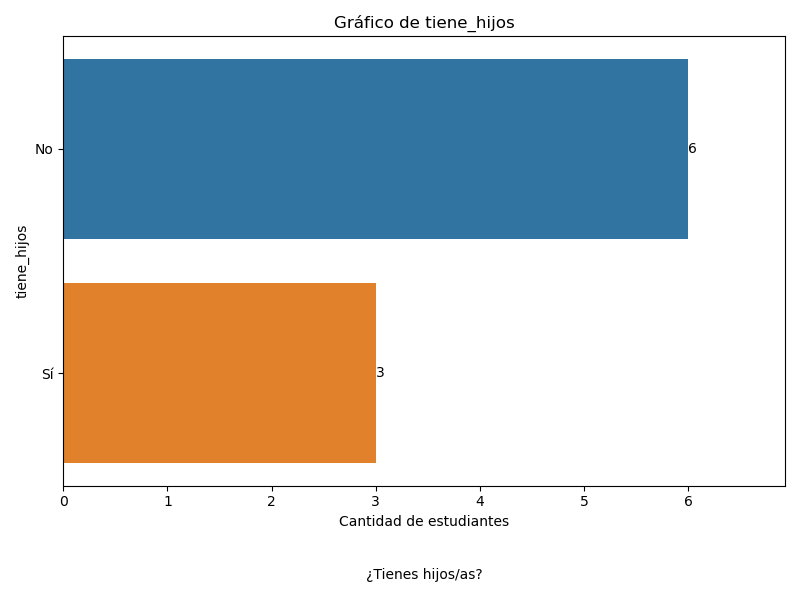 Gráfico de tiene_hijos
tiene_hijos
No
6
Sí
3
0 1 2 3 4 5 6
Cantidad de estudiantes
¿Tienes hijos/as?